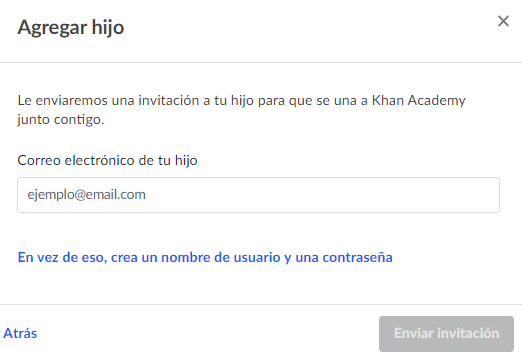 Agregar hijo
Le enviaremos una invitación a tu hijo para que se una a Khan Academy
junto contigo.
Correo electrónico de tu hijo
ejemplo@email.com
En vez de eso, crea un nombre de usuario y una contraseña
Atrás
Enviar invitación